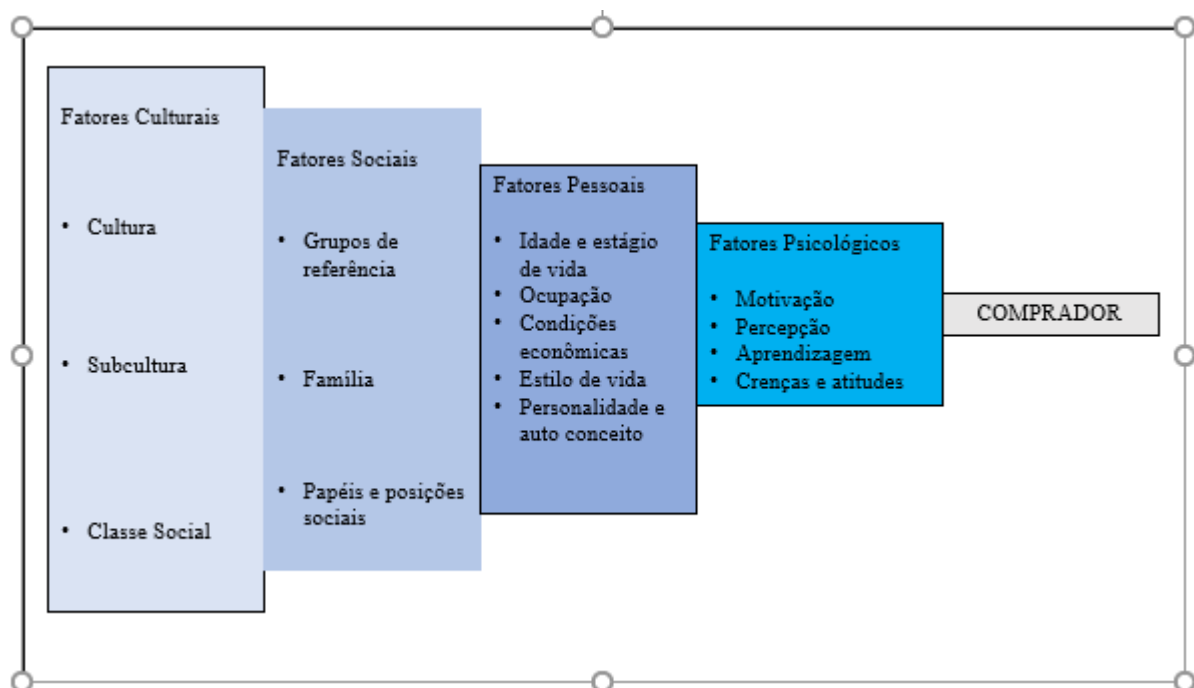 Fatores Culturais
• Cultura
• Subcultura
• Classe Social
Fatores Sociais
• Grupos de
referência
• Família
• Papéis e posições
sociais
Fatores Pessoais
• Idade e estágio
de vida
• Ocupação
• Condições
econômicas
• Estilo de vida
• Personalidade e
auto conceito
Fatores Psicológicos
• Motivação
• Percepção
• Aprendizagem
• Crenças e atitudes
COMPRADOR